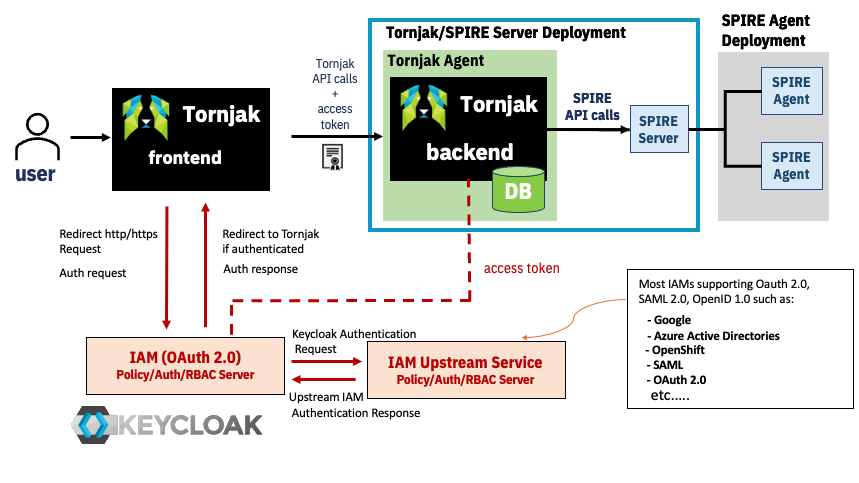 Tornjak/SPIRE Server Deployment
SPIRE Agent
Deployment
Tornjak Agent
Tornjak
API calls
+
access
token
Tornjak
frontend
Tornjak
backend
DB
SPIRE
API calls
SPIRE
Server
SPIRE
Agent
SPIRE
Agent
user
Redirect http/https
Request
Auth request
Redirect to Tornjak
if authenticated
Auth response
access token
Most IAMs supporting Oauth 2.0,
SAML 2.0, OpenID 1.0 such as:
- Google
- Azure Active Directories
- OpenShift
- SAML
- OAuth 2.0
etc.....
IAM (OAuth 2.0)
Policy/Auth/RBAC Server
Keycloak Authentication
Request
IAM Upstream Service
Policy/Auth/RBAC Server
Upstream IAM
Authentication Response
KEYCLOAK